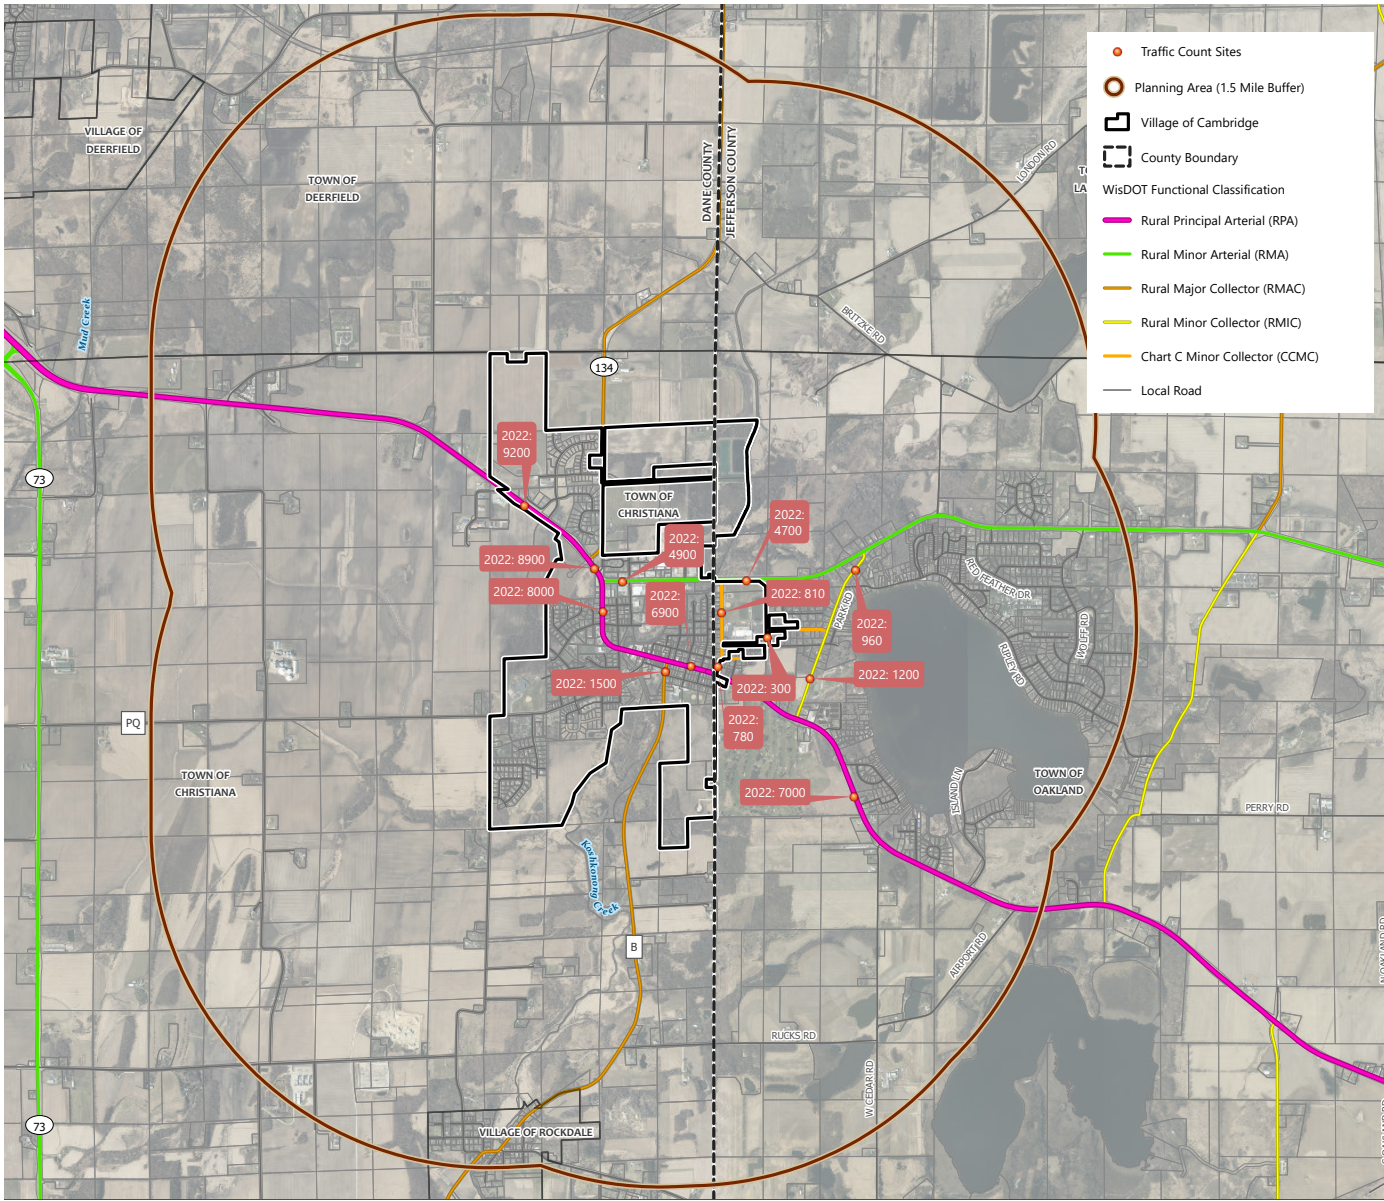 Traffic Count Sites
Planning Area (1.5 Mile Buffer)
Village of Cambridge
County Boundary
WisDOT Functional Classification
Rural Principal Arterial (RPA)
Rural Minor Arterial (RMA)
Rural Major Collector (RMAC)
Rural Minor Collector (RMIC)
Chart C Minor Collector (CCMC)
Local Road
VILLAGE OF
DEERFIELD
TOWN OF
DEERFIELD
DANE COUNTY
JEFFERSON COUNTY
LONDON RD
Mud Creek
BRITZKE RD
134
2022:
9200
73
TOWN OF
CHRISTIANA
2022:
4700
2022:
4900
2022: 8900
2022: 8000
2022:
6900
2022: 810
RED FEATHER DR
PARK RD
2022:
960
WOLFF RD
RIPLEY RD
2022: 1500
2022: 300
2022: 1200
PQ
2022:
780
TOWN OF
CHRISTIANA
2022: 7000
ISLAND LN
TOWN OF
OAKLAND
PERRY RD
Koshkonong Creek
B
AIRPORT RD
N OAKLAND RD
RUCKS RD
W CEDAR RD
73
VILLAGE OF ROCKDALE